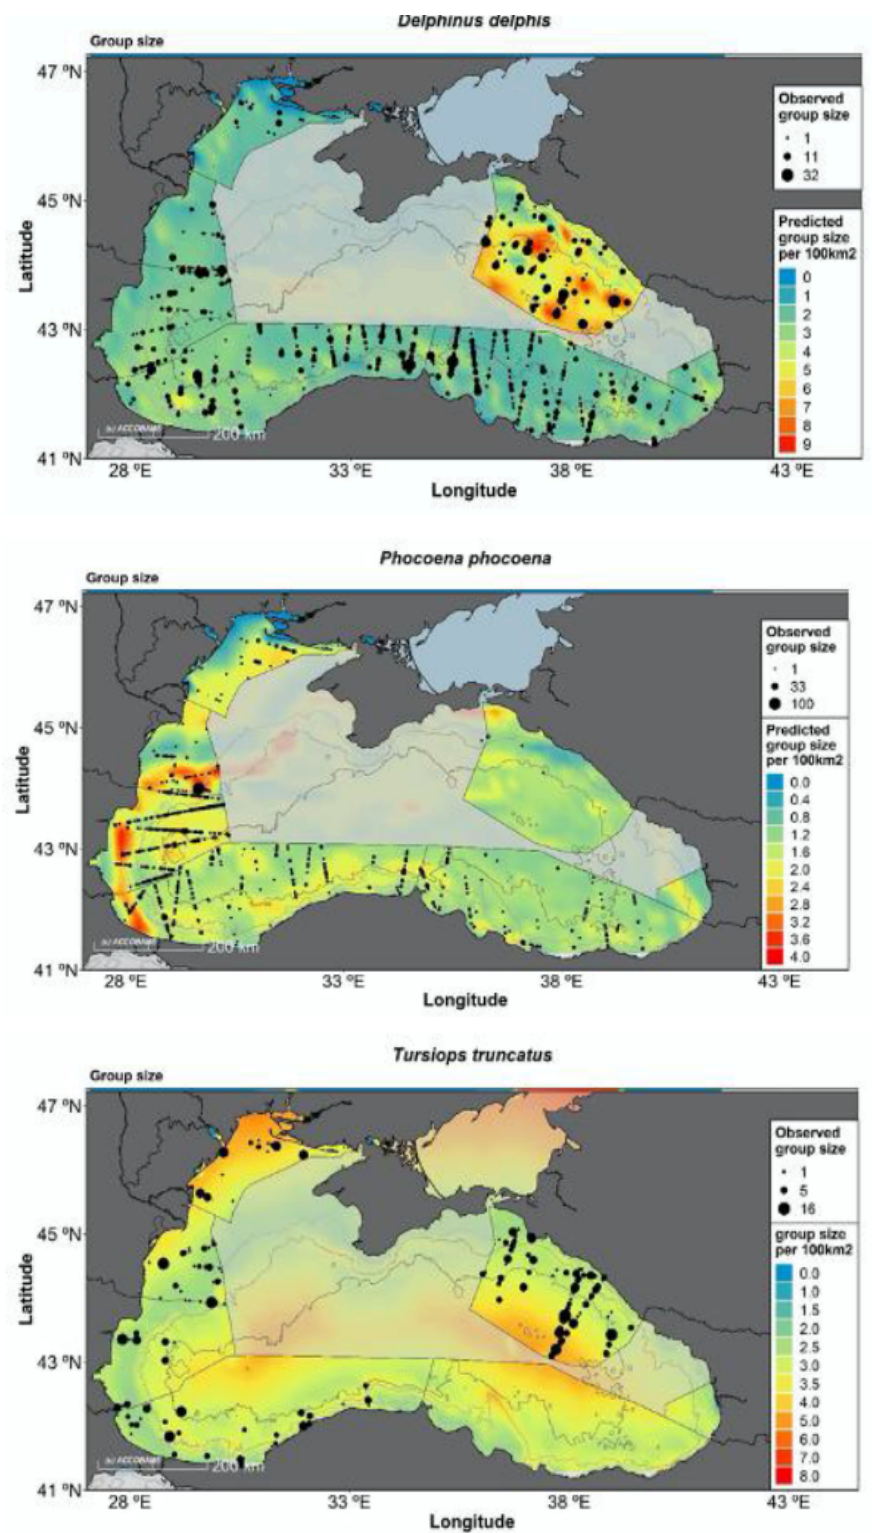 Delphinus delphis
Group size
47 ºN
45 ºN
43 ºN
41 ºN
Latitude
Observed
group size
1
11
32
Predicted
group size
per 100km2
0
1
2
3
4
5
6
7
8
9
(c) ACCOBAMS
200 km
28 ºE
33 ºE
38 ºE
43 ºE
Longitude
Phocoena phocoena
Group size
47 ºN
45 ºN
43 ºN
41 ºN
Latitude
Observed
group size
1
33
100
Predicted
group size
per 100km2
0.0
0.4
0.8
1.2
1.6
2.0
2.4
2.8
3.2
3.6
4.0
(c) ACCOBAMS
200 km
28 ºE
33 ºE
38 ºE
43 ºE
Longitude
Tursiops truncatus
Group size
47 ºN
45 ºN
43 ºN
41 ºN
Latitude
Observed
group size
1
5
16
group size
per 100km2
0.0
1.0
1.5
2.0
2.5
3.0
3.5
4.0
5.0
6.0
7.0
8.0
(c) ACCOBAMS
200 km
28 ºE
33 ºE
38 ºE
43 ºE
Longitude